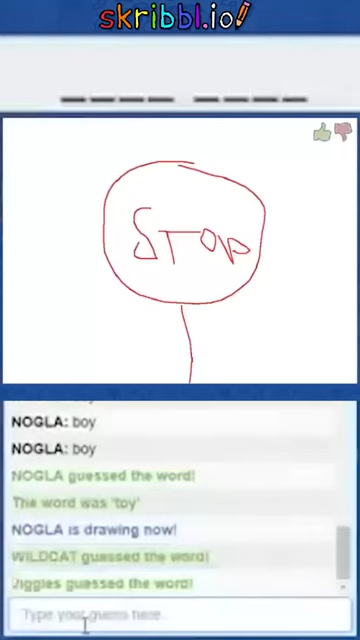 skribbl.io
STOP
NOGLA: boy
NOGLA: boy
NOGLA guessed the word!
The word was 'toy'
NOGLA is drawing now!
WILDCAT guessed the word!
Jiggles guessed the word!
Type your guess here...